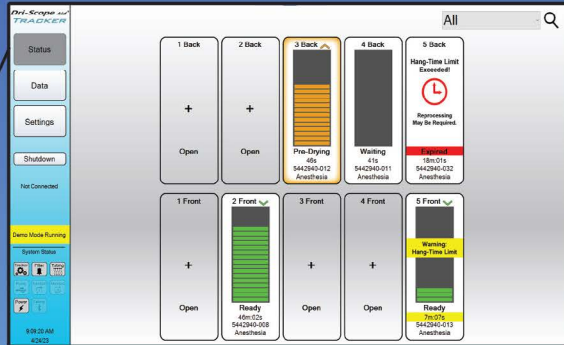 Dri-Scope Aid
TRACKER
All
Status
Data
Settings
Shutdown
Not Connected
Demo Mode Running
System Status
Filter
Tubing
Power
9:09:20 AM
4/24/23
1 Back
+
Open
2 Back
+
Open
3 Back
Pre-Drying
46s
5442940-012
Anesthesia
4 Back
Waiting
41s
5442940-011
Anesthesia
5 Back
Hang-Time Limit
Exceeded!
Reprocessing
May Be Required.
Expired
18m:01s
5442940-032
Anesthesia
1 Front
+
Open
2 Front
Ready
46m:02s
5442940-008
Anesthesia
3 Front
+
Open
4 Front
+
Open
5 Front
Warning:
Hang-Time Limit
Ready
7m:07s
5442940-013
Anesthesia